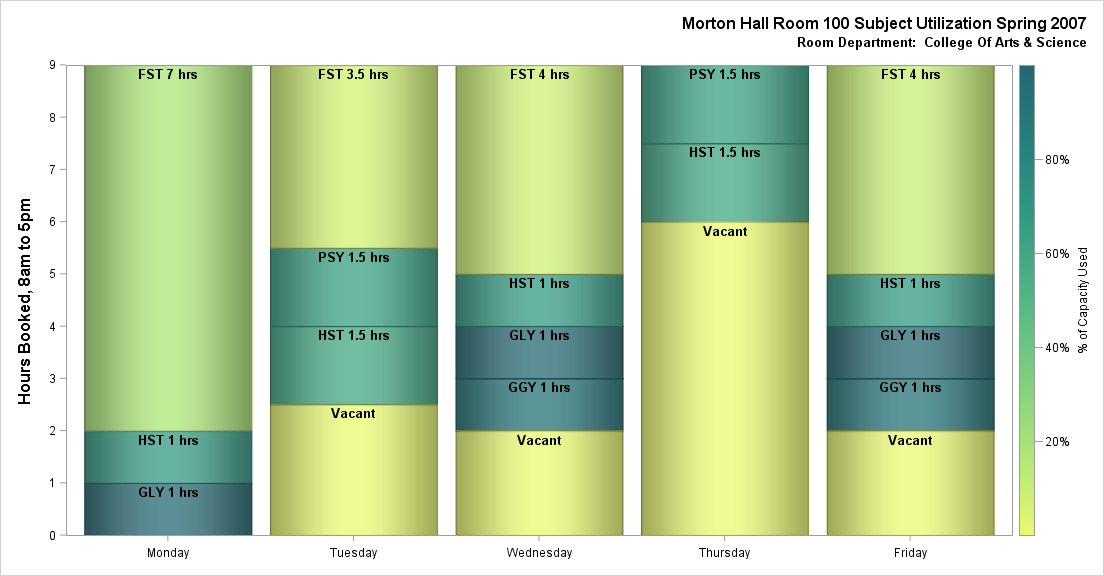 Morton Hall Room 100 Subject Utilization Spring 2007
Room Department:  College Of Arts & Science
Hours Booked, 8am to 5pm
9
8
7
6
5
4
3
2
1
0
FST 7 hrs
HST 1 hrs
GLY 1 hrs
FST 3.5 hrs
PSY 1.5 hrs
HST 1.5 hrs
Vacant
FST 4 hrs
HST 1 hrs
GLY 1 hrs
GGY 1 hrs
Vacant
PSY 1.5 hrs
HST 1.5 hrs
Vacant
FST 4 hrs
HST 1 hrs
GLY 1 hrs
GGY 1 hrs
Vacant
Monday
Tuesday
Wednesday
Thursday
Friday
80%
60%
40%
20%
% of Capacity Used